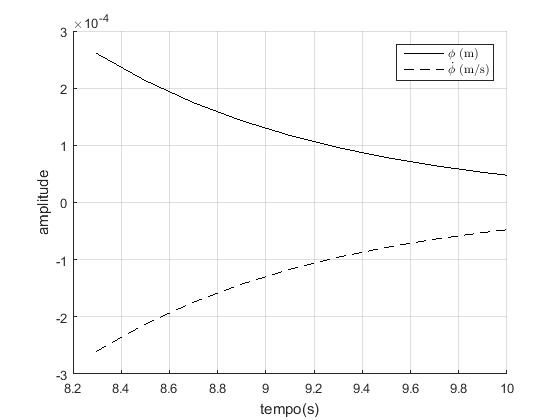 ×10⁻⁴
3
2
1
0
-1
-2
-3
amplitude
ϕ (m)
ϕ̇ (m/s)
8.2 8.4 8.6 8.8 9 9.2 9.4 9.6 9.8 10
tempo(s)